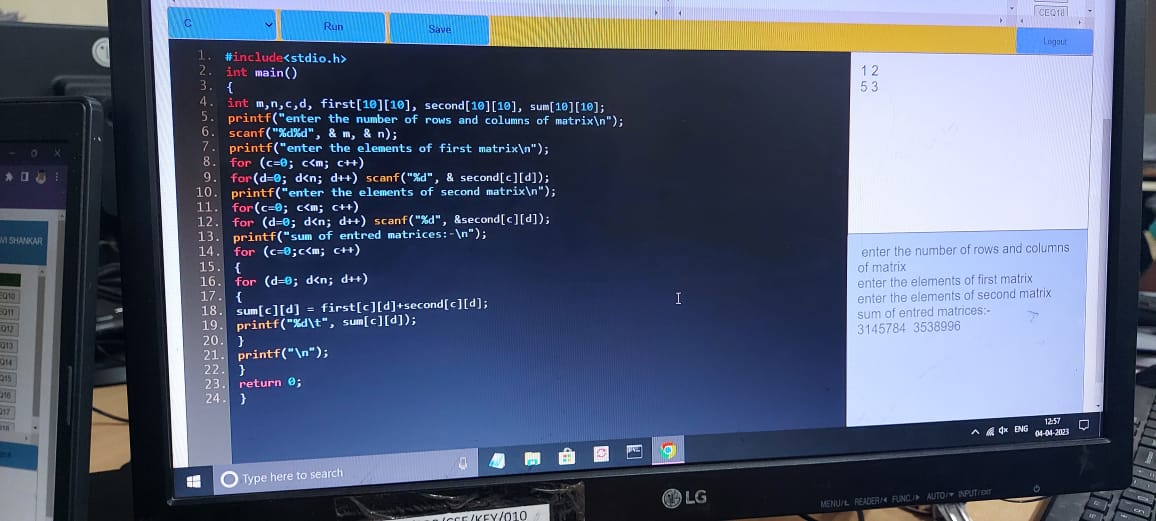 CEQ18
C
Run
Save
Logout
1. #include<stdio.h>
2. int main()
3. {
4. int m,n,c,d, first[10][10], second[10][10], sum[10][10];
5. printf("enter the number of rows and columns of matrix\n");
6. scanf("%d%d", & m, & n);
7. printf("enter the elements of first matrix\n");
8. for (c=0; c<m; c++)
9. for(d=0; d<n; d++) scanf("%d", & second[c][d]);
10. printf("enter the elements of second matrix\n");
11. for(c=0; c<m; c++)
12. for (d=0; d<n; d++) scanf("%d", &second[c][d]);
13. printf("sum of entred matrices:-\n");
14. for (c=0;c<m; c++)
15. {
16. for (d=0; d<n; d++)
17. {
18. sum[c][d] = first[c][d]+second[c][d];
19. printf("%d\t", sum[c][d]);
20. }
21. printf("\n");
22. }
23. return 0;
24. }
1 2
5 3
enter the number of rows and columns
of matrix
enter the elements of first matrix
enter the elements of second matrix
sum of entred matrices:-
3145784 3538996
VI SHANKAR
Q10
Q11
Q12
Q13
Q14
Q15
Q16
Q17
Type here to search
ENG
12:57
04-04-2023
LG
MENU/ READER/ FUNC./ AUTO/ INPUT/EXIT
/CSE/KEY/010